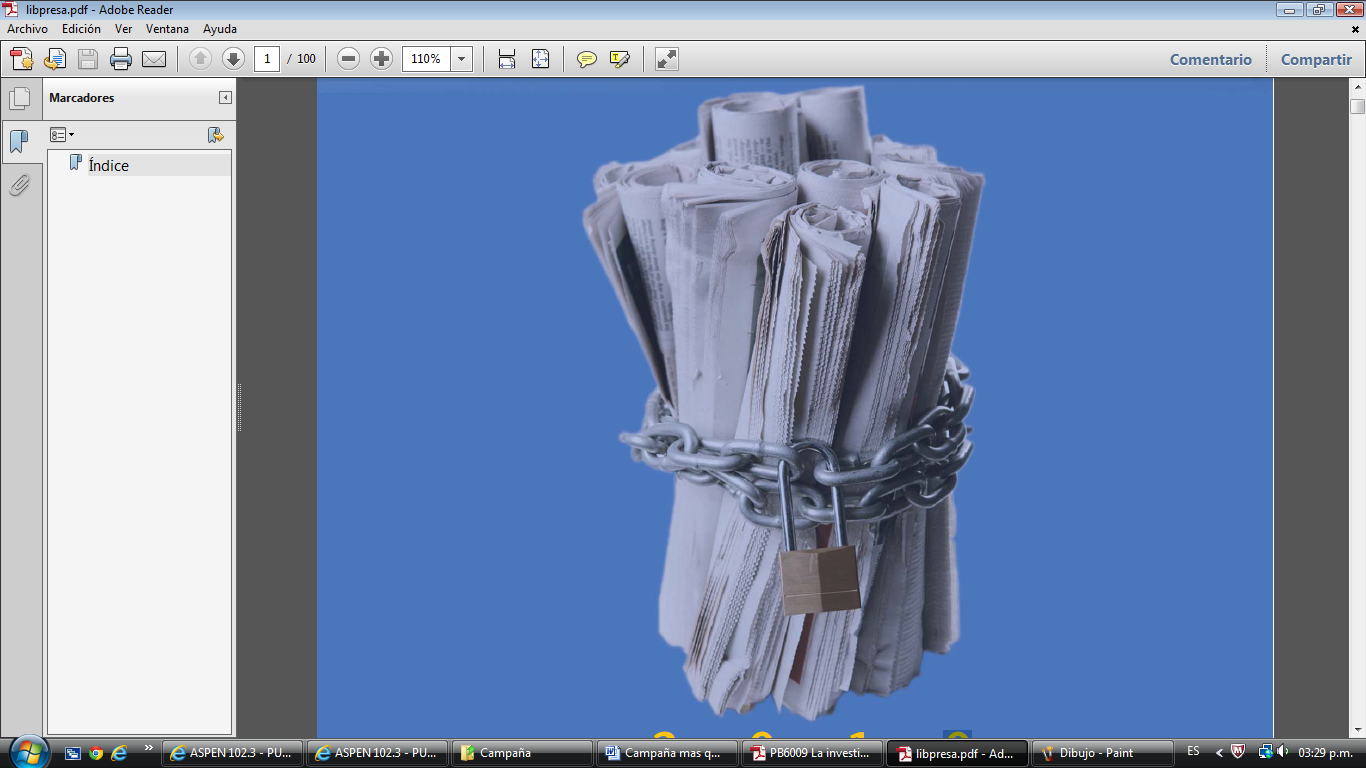 libpresa.pdf - Adobe Reader
Archivo Edición Ver Ventana Ayuda
1 / 100 110% Comentario Compartir
Marcadores
Índice
ASPEN 102.3 - PU... ASPEN 102.3 - PU... Campaña Campaña mas q... PB6009 La investi... libpresa.pdf - Ad... Dibujo - Paint ES 03:29 p.m.